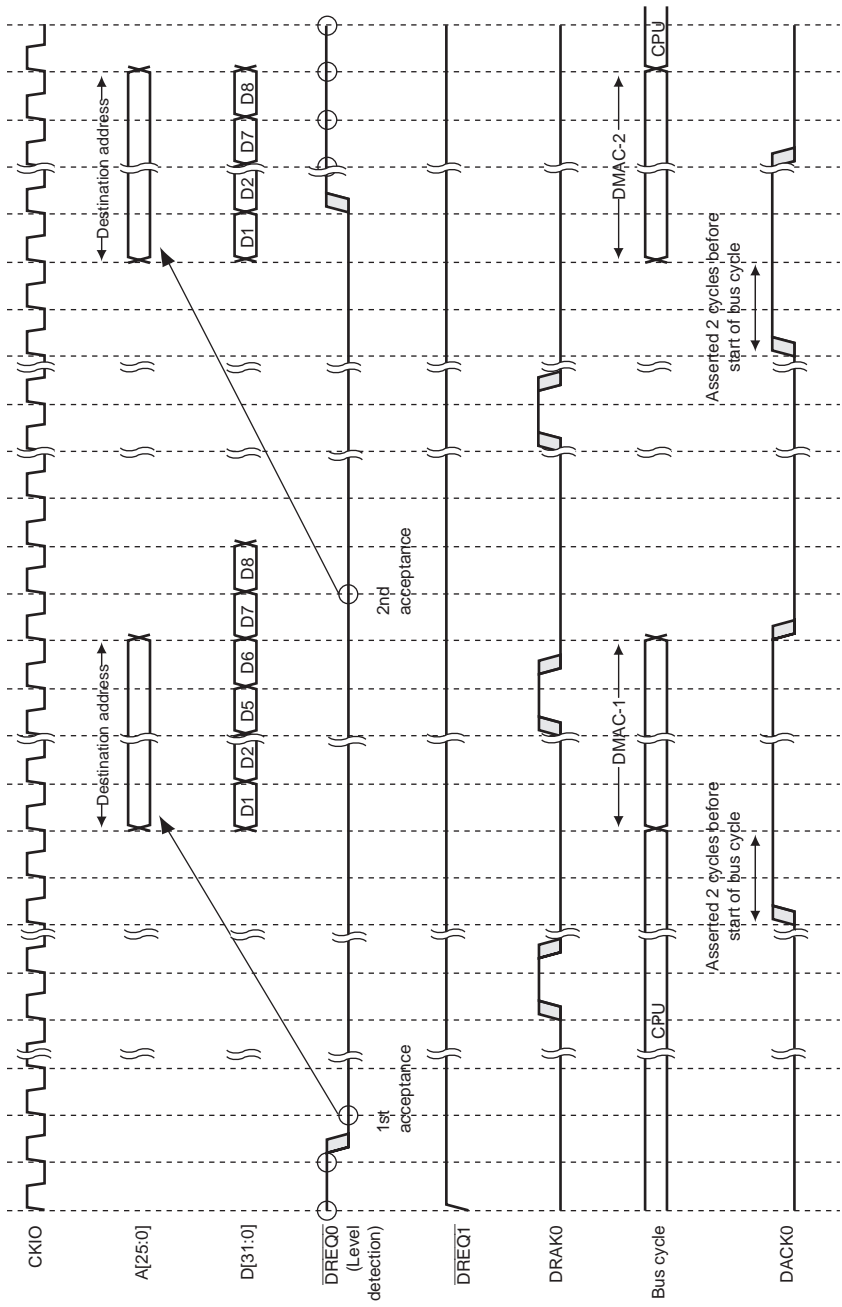 CKIO
A[25:0]
Destination address
Destination address
D[31:0]
D1
D2
D5
D6
D7
D8
D1
D2
D7
D8
DREQ0
(Level
detection)
1st
acceptance
2nd
acceptance
DREQ1
DRAK0
Bus cycle
CPU
DMAC-1
DMAC-2
CPU
Asserted 2 cycles before
start of bus cycle
Asserted 2 cycles before
start of bus cycle
DACK0